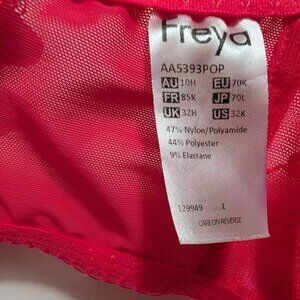 Freya
AA5393POP
AU 10H EU 70K
FR 85K JP 70L
UK 32H US 32K
47% Nylon/Polyamide
44% Polyester
9% Elastane
129949 L
CARE ON REVERSE